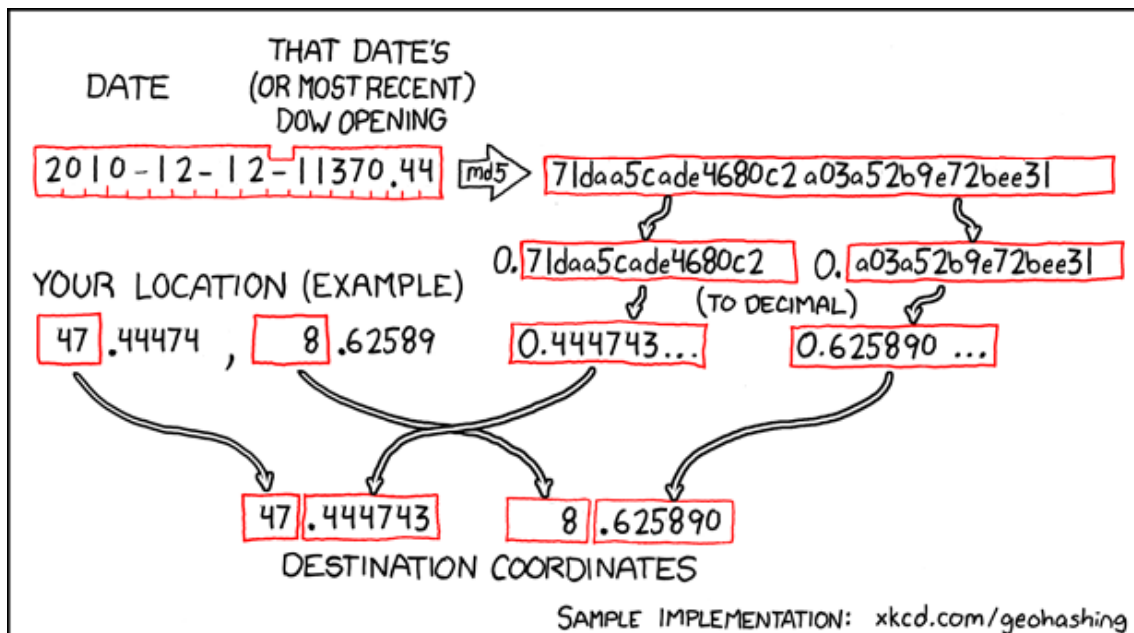 DATE
THAT DATE'S
(OR MOST RECENT)
DOW OPENING
2010-12-12-11370.44
md5
71daa5cade4680c2a03a52b9e72bee31
0.71daa5cade4680c2
0.a03a52b9e72bee31
(TO DECIMAL)
YOUR LOCATION (EXAMPLE)
47.44474, 8.62589
0.444743...
0.625890...
47.444743
8.625890
DESTINATION COORDINATES
SAMPLE IMPLEMENTATION: xkcd.com/geohashing